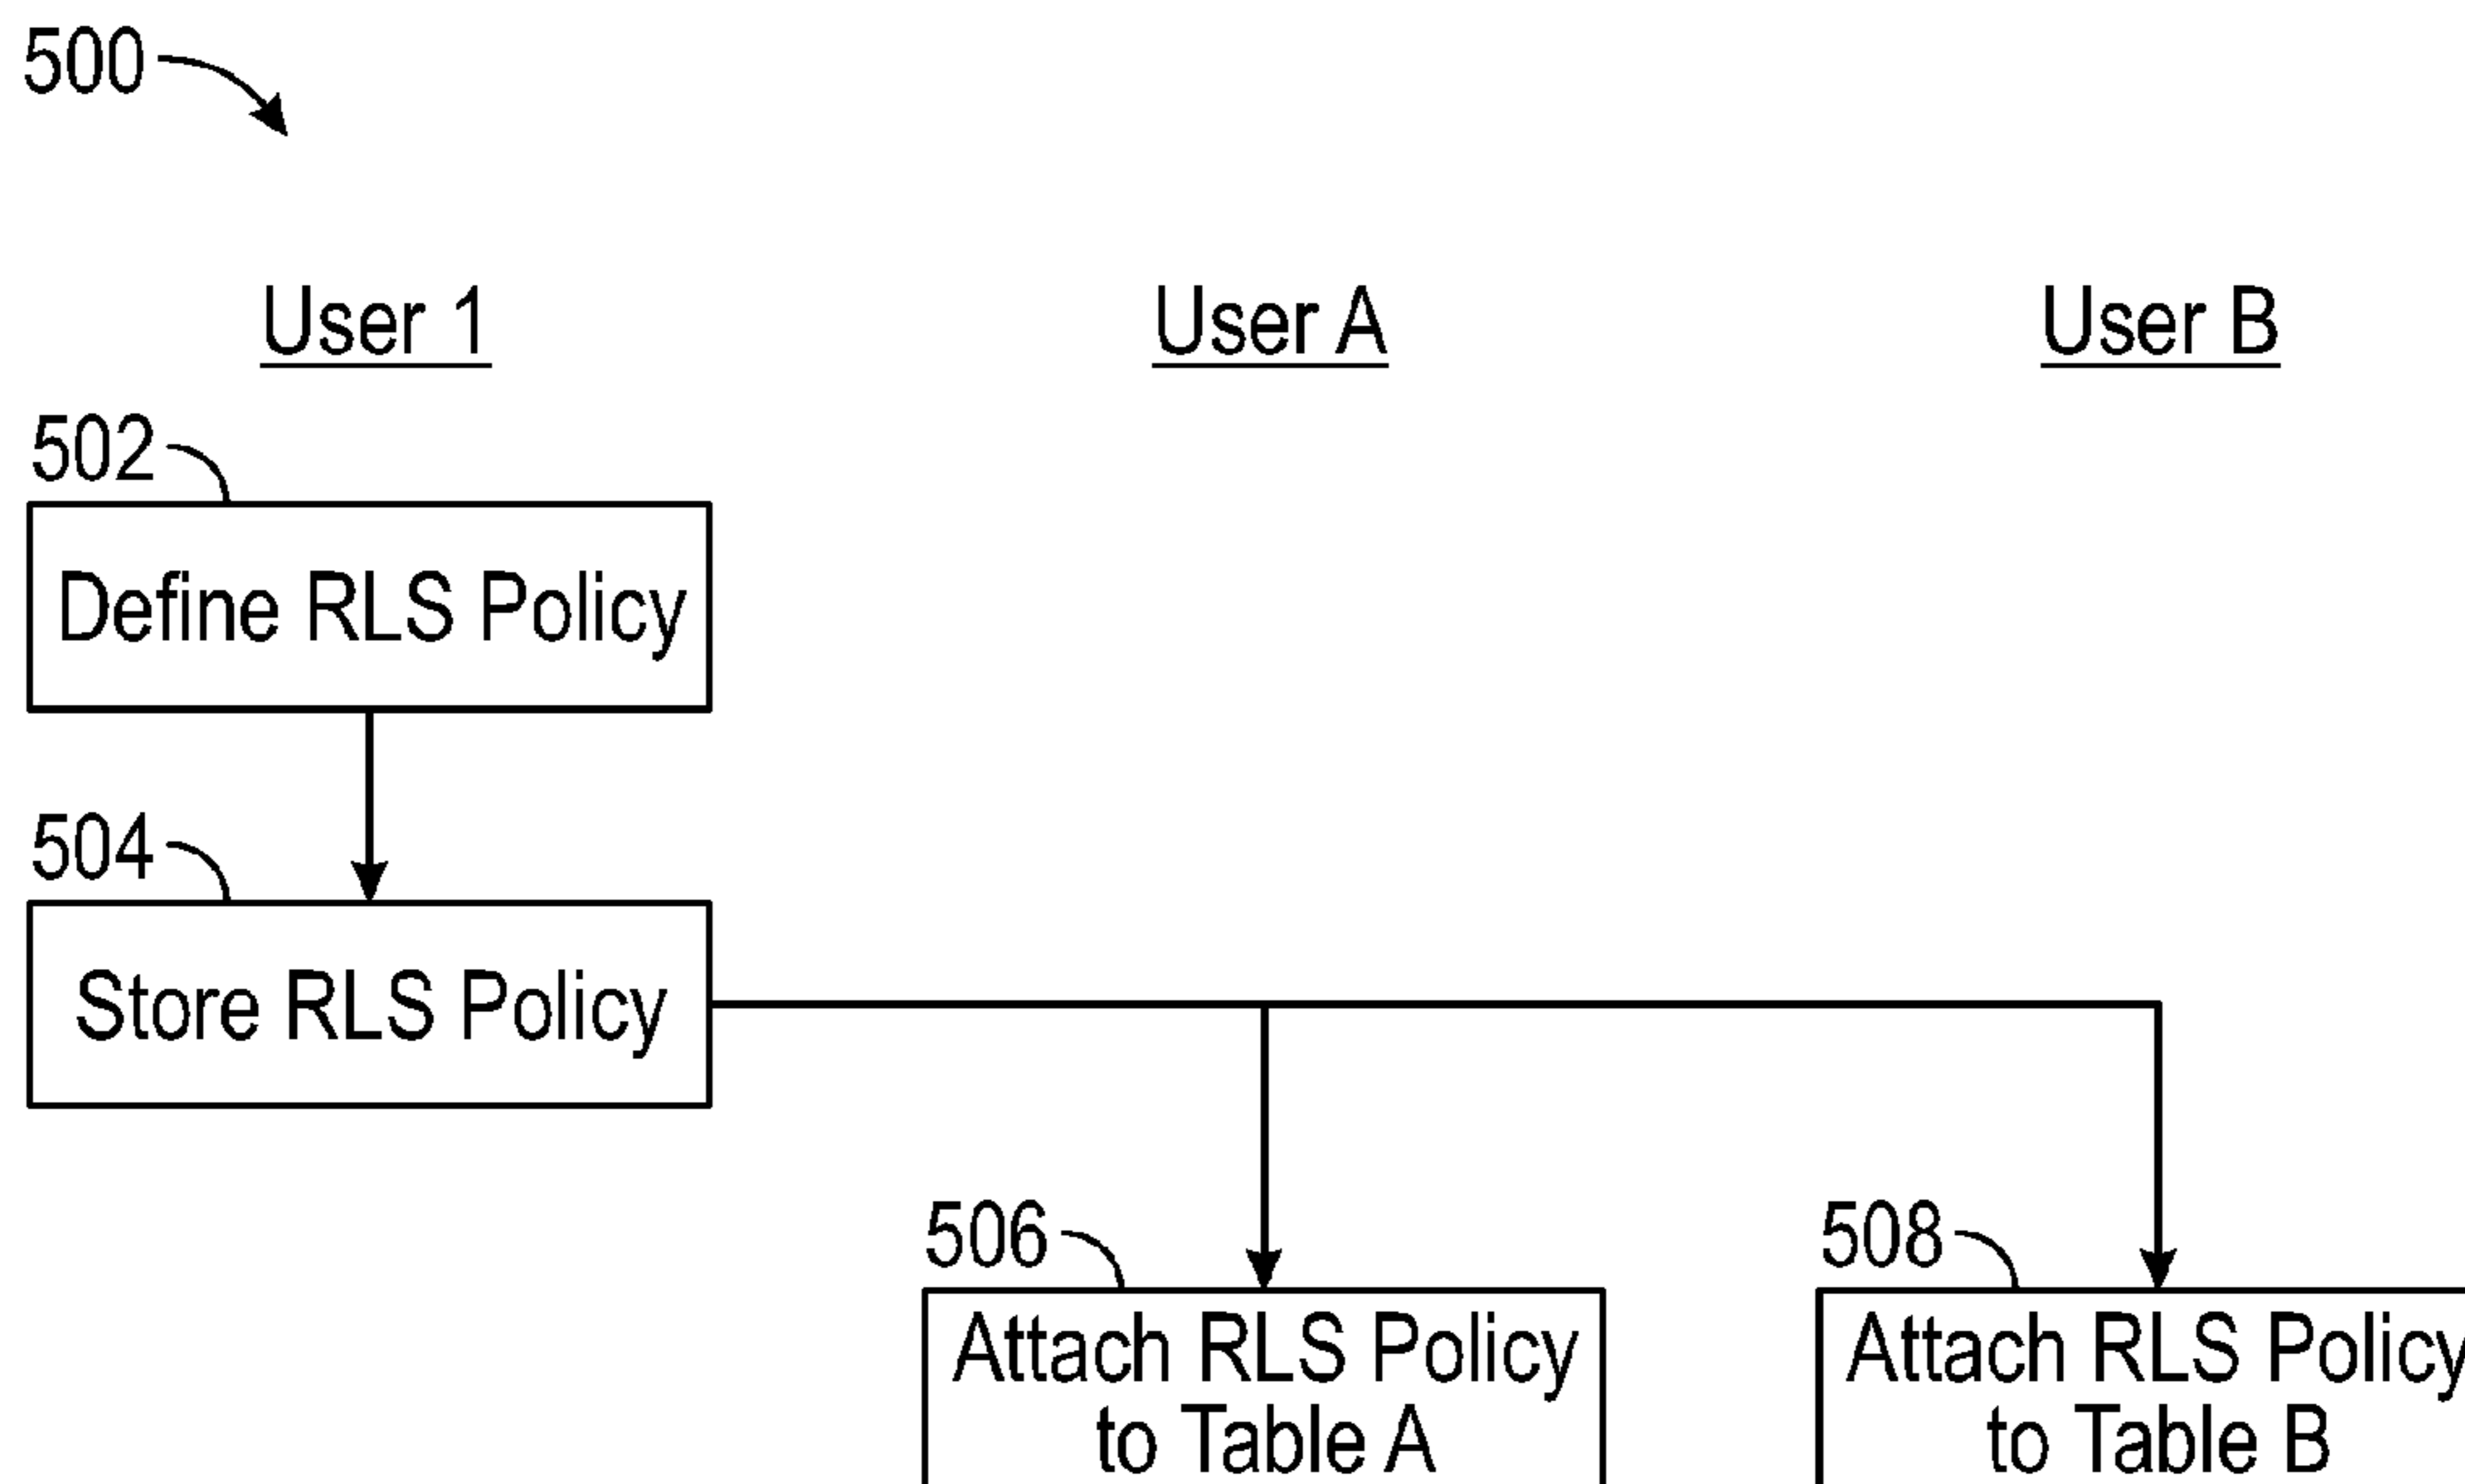 500
User 1
User A
User B
502
Define RLS Policy
504
Store RLS Policy
506
508
Attach RLS Policy
to Table A
Attach RLS Policy
to Table B